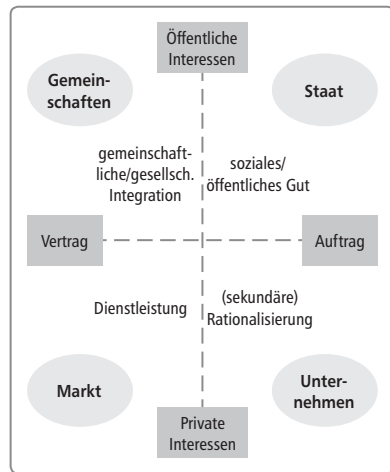 Öffentliche
Interessen
Gemein-
schaften
Staat
gemeinschaft-
liche/gesellsch.
Integration
soziales/
öffentliches Gut
Vertrag
Auftrag
Dienstleistung
(sekundäre)
Rationalisierung
Markt
Unter-
nehmen
Private
Interessen